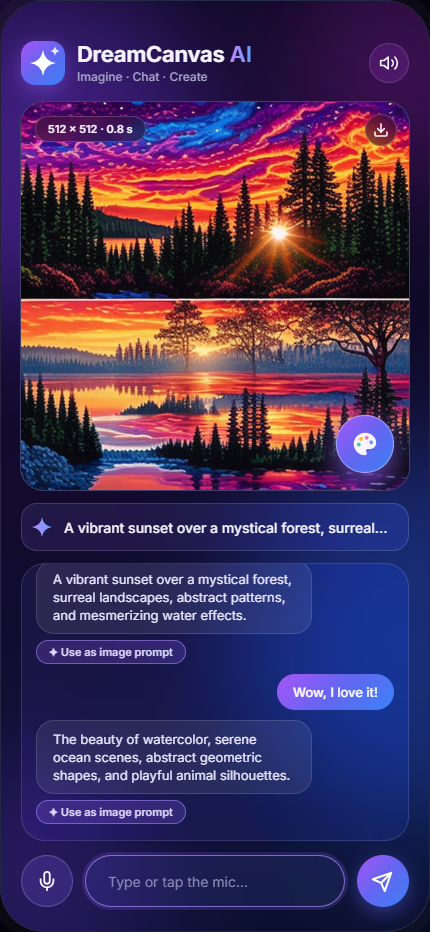 DreamCanvas AI
Imagine · Chat · Create
512 × 512 · 0.8 s
A vibrant sunset over a mystical forest, surreal...
A vibrant sunset over a mystical forest,
surreal landscapes, abstract patterns,
and mesmerizing water effects.
Use as image prompt
Wow, I love it!
The beauty of watercolor, serene
ocean scenes, abstract geometric
shapes, and playful animal silhouettes.
Use as image prompt
Type or tap the mic...